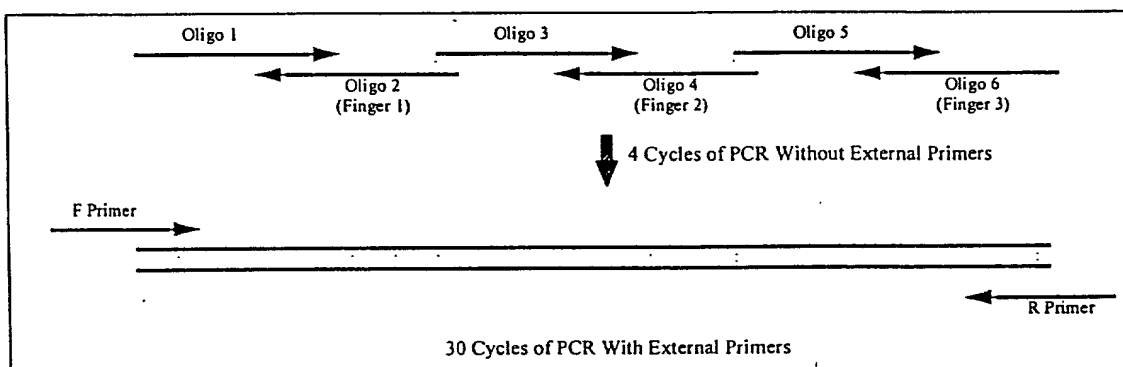 Oligo 1
Oligo 3
Oligo 5
Oligo 2
(Finger 1)
Oligo 4
(Finger 2)
Oligo 6
(Finger 3)
4 Cycles of PCR Without External Primers
F Primer
R Primer
30 Cycles of PCR With External Primers